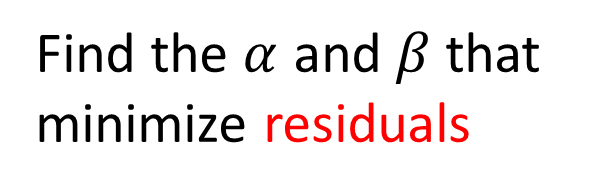 Find the 𝛼 and 𝛽 that
minimize residuals